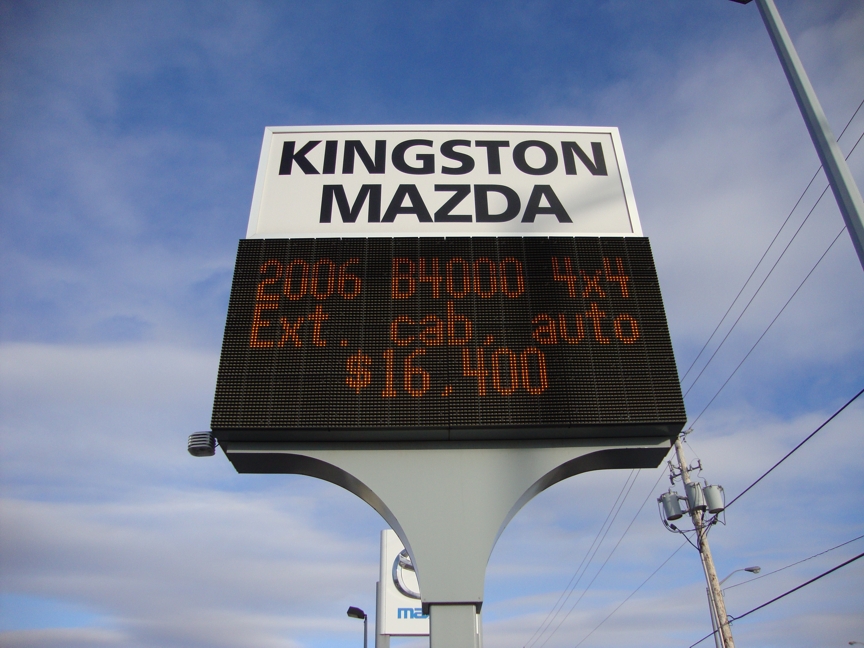 KINGSTON
MAZDA
2006 B4000 4x4
Ext. cab, auto
$16,400